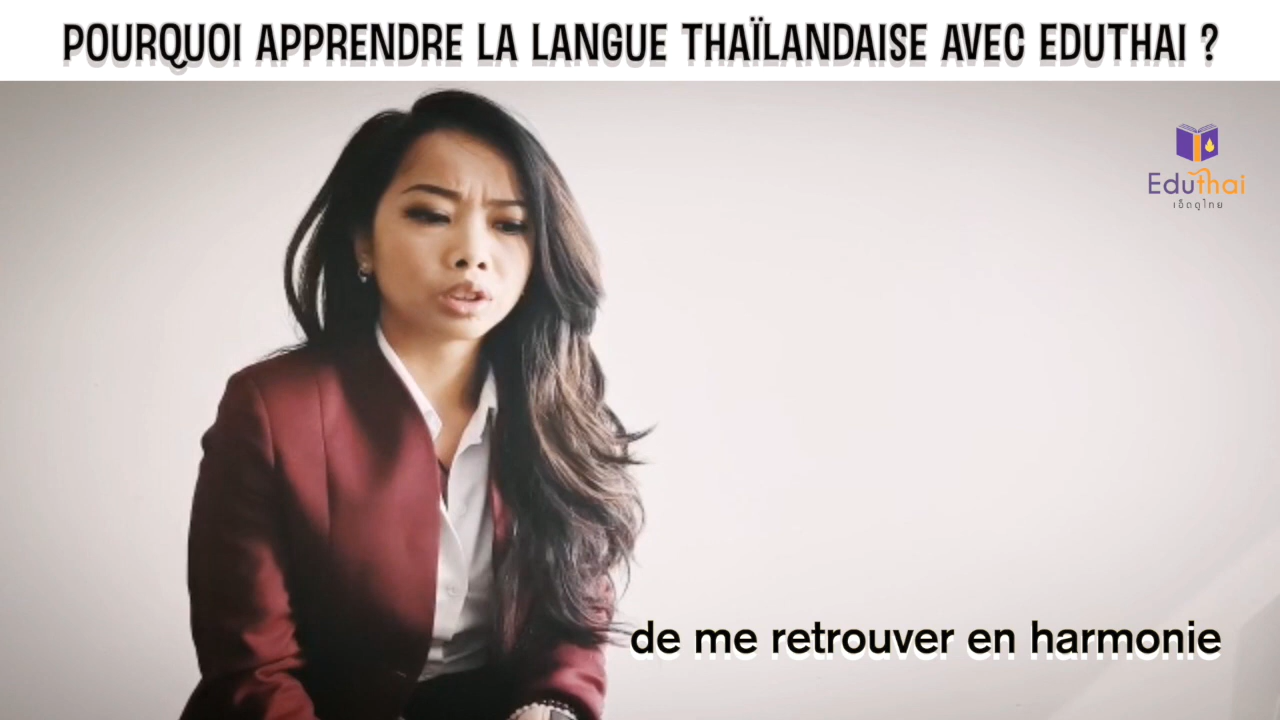 POURQUOI APPRENDRE LA LANGUE THAÏLANDAISE AVEC EDUTHAI ?
Eduthai
เอ็ดดูไทย
de me retrouver en harmonie